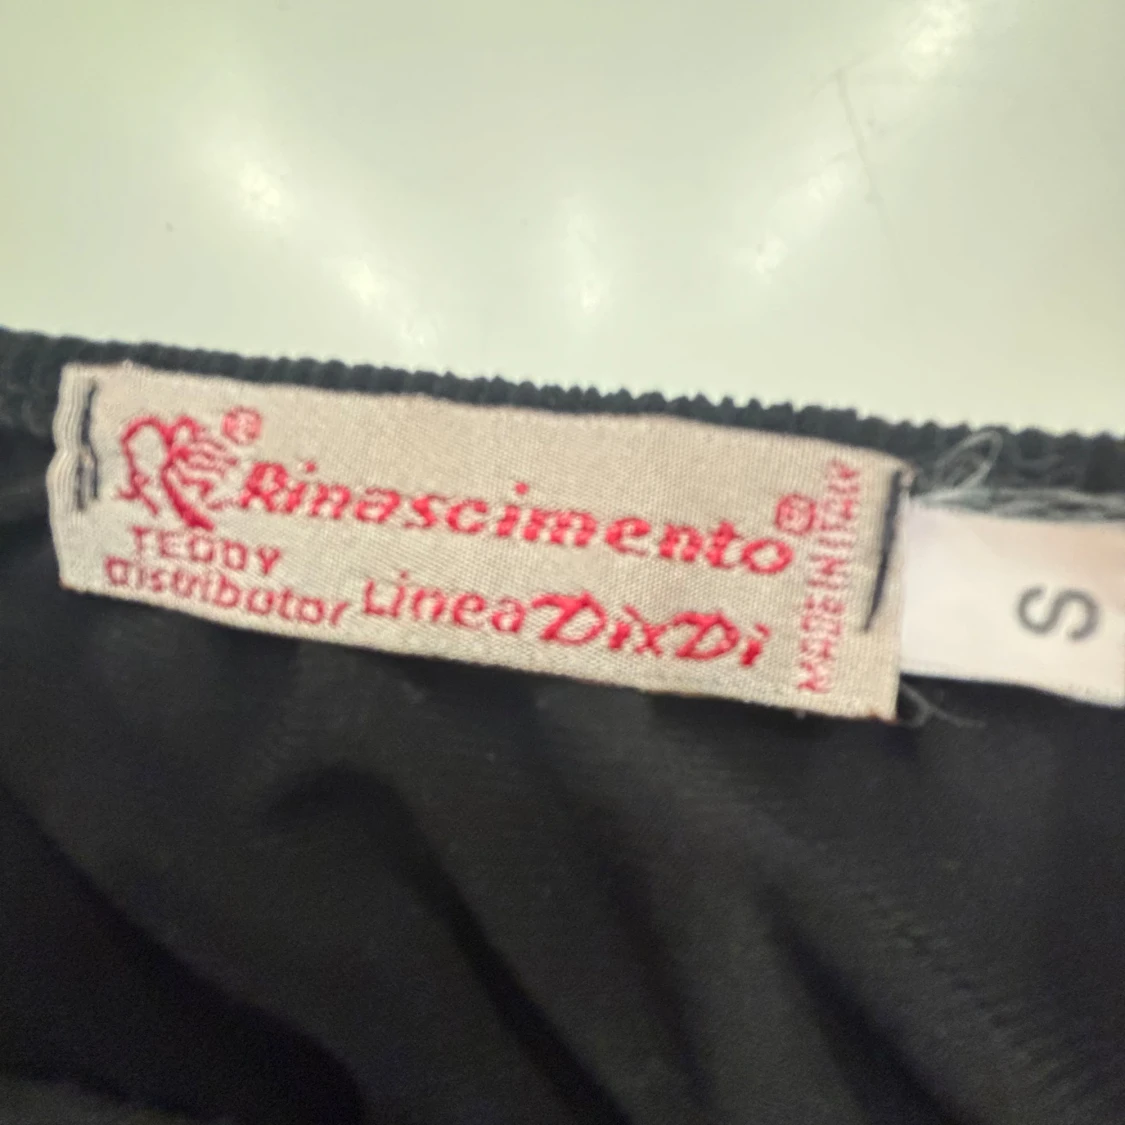 Rinascimento®
TEDDY
distributor
Linea DixDi
MADE IN ITALY
S